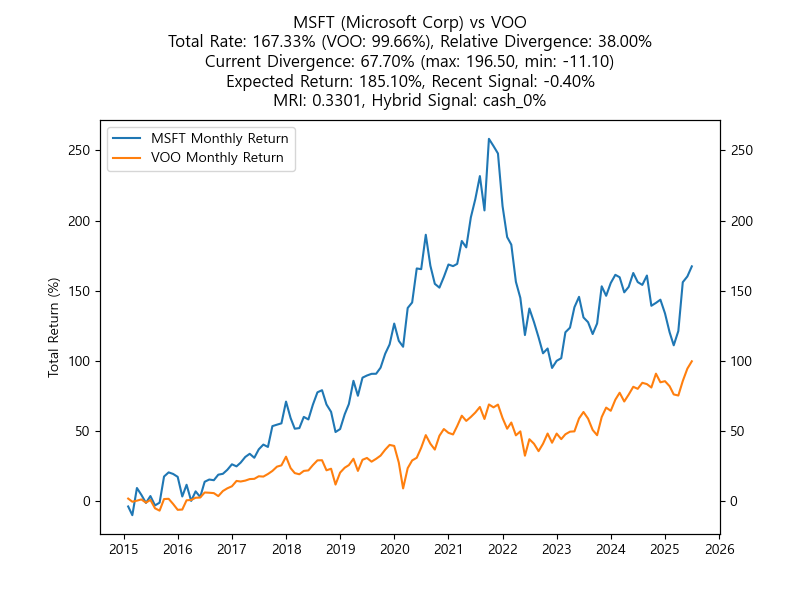 MSFT (Microsoft Corp) vs VOO
Total Rate: 167.33% (VOO: 99.66%), Relative Divergence: 38.00%
Current Divergence: 67.70% (max: 196.50, min: -11.10)
Expected Return: 185.10%, Recent Signal: -0.40%
MRI: 0.3301, Hybrid Signal: cash_0%
MSFT Monthly Return
VOO Monthly Return
Total Return (%)
250
200
150
100
50
0
250
200
150
100
50
0
2015 2016 2017 2018 2019 2020 2021 2022 2023 2024 2025 2026